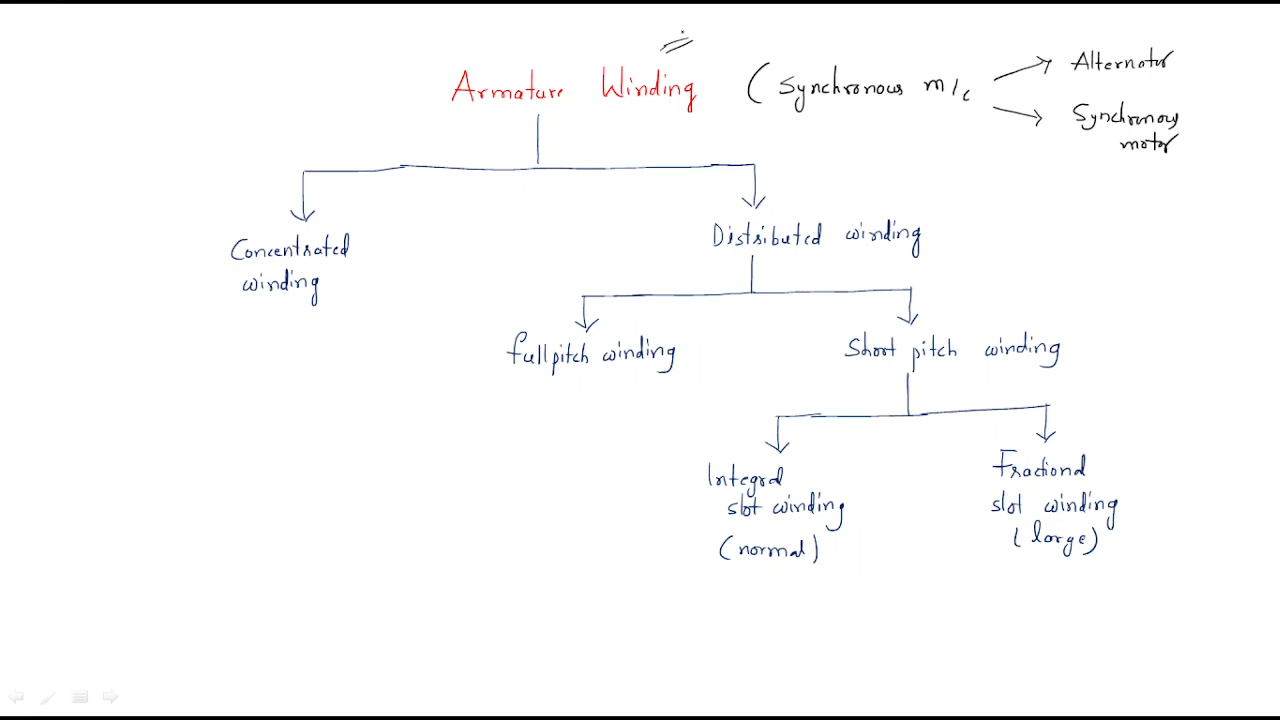 Armature Winding (Synchronous m/c
Alternator
Synchronous
motor
Concentrated
winding
Distributed winding
fullpitch winding
Short pitch winding
Integral
slot winding
(normal)
Fractional
slot winding
(large)